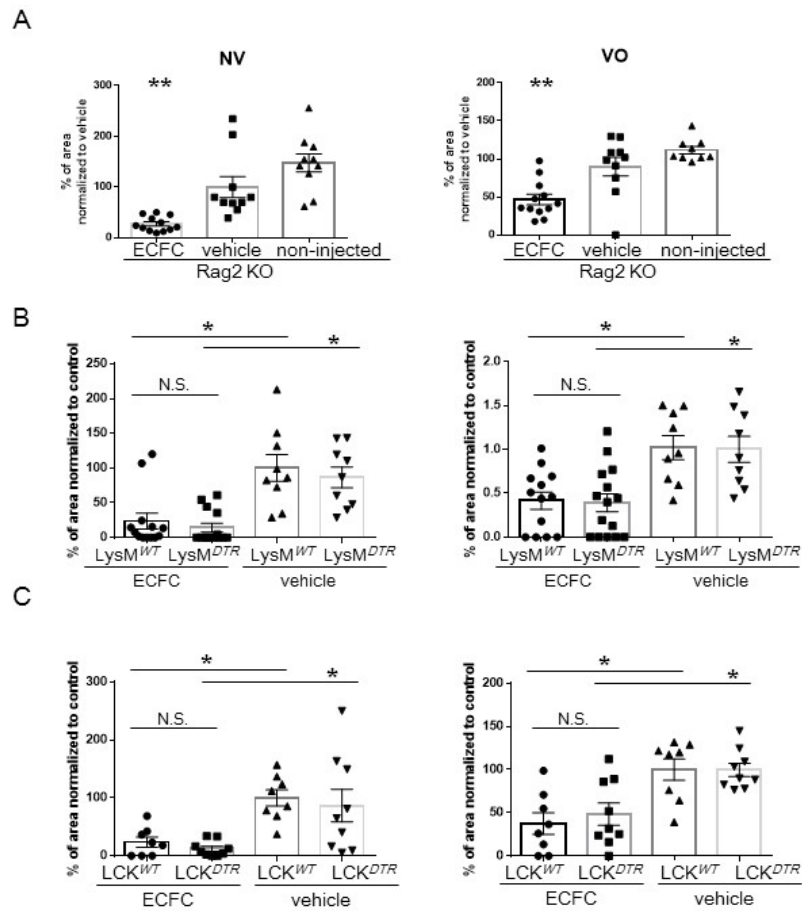 A
NV
**
% of area
normalized to vehicle
300
200
100
0
ECFC vehicle non-injected
Rag2 KO
VO
**
% of area
normalized to vehicle
200
150
100
50
0
ECFC vehicle non-injected
Rag2 KO
B
*
*
N.S.
% of area normalized to control
250
200
150
100
50
0
LysMWT LysMDTR LysMWT LysMDTR
ECFC vehicle
*
*
N.S.
% of area normalized to control
2.0
1.5
1.0
0.5
0.0
LysMWT LysMDTR LysMWT LysMDTR
ECFC vehicle
C
*
*
N.S.
% of area normalized to control
300
200
100
0
LCKWT LCKDTR LCKWT LCKDTR
ECFC vehicle
*
*
N.S.
% of area normalized to control
200
150
100
50
0
LCKWT LCKDTR LCKWT LCKDTR
ECFC vehicle